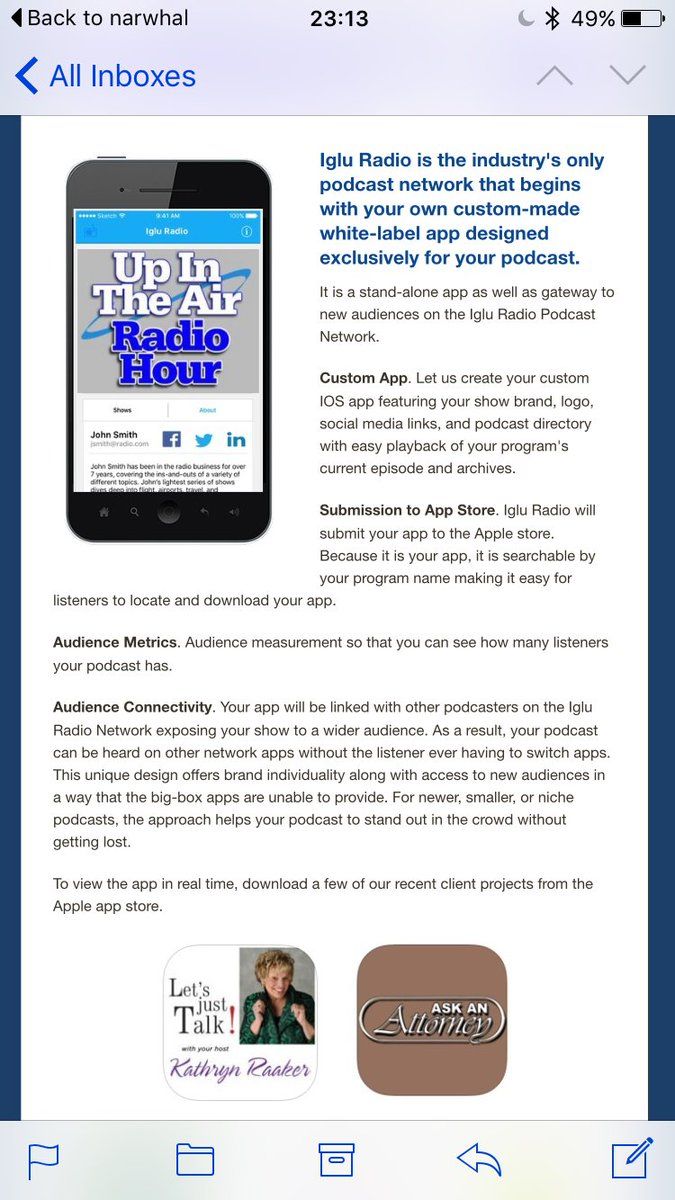 Back to narwhal
23:13
49%
All Inboxes
Sketch
9:41 AM
100%
Iglu Radio
Up In
The Air
Radio
Hour
Shows
About
John Smith
jsmith@radio.com
John Smith has been in the radio business for over
7 years, covering the ins-and-outs of a variety of
different topics. John's lightest series of shows
dives deep into flight, airports, travel, and
Iglu Radio is the industry's only
podcast network that begins
with your own custom-made
white-label app designed
exclusively for your podcast.
It is a stand-alone app as well as gateway to
new audiences on the Iglu Radio Podcast
Network.
Custom App. Let us create your custom
IOS app featuring your show brand, logo,
social media links, and podcast directory
with easy playback of your program's
current episode and archives.
Submission to App Store. Iglu Radio will
submit your app to the Apple store.
Because it is your app, it is searchable by
your program name making it easy for
listeners to locate and download your app.
Audience Metrics. Audience measurement so that you can see how many listeners
your podcast has.
Audience Connectivity. Your app will be linked with other podcasters on the Iglu
Radio Network exposing your show to a wider audience. As a result, your podcast
can be heard on other network apps without the listener ever having to switch apps.
This unique design offers brand individuality along with access to new audiences in
a way that the big-box apps are unable to provide. For newer, smaller, or niche
podcasts, the approach helps your podcast to stand out in the crowd without
getting lost.
To view the app in real time, download a few of our recent client projects from the
Apple app store.
Let's
just
Talk!
with your host
Kathryn Raaker
ASK AN
Attorney